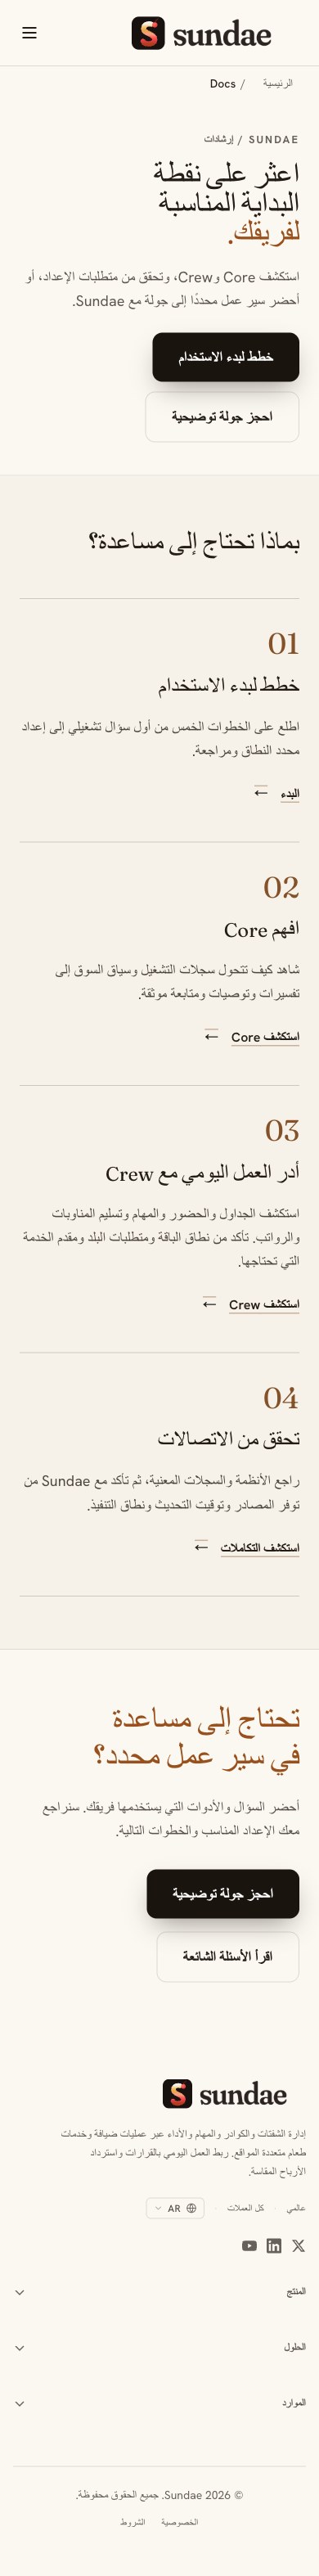 sundae
الرئيسية / Docs
SUNDAE / إرشادات
اعثر على نقطة
البداية المناسبة
لفريقك.
استكشف Core وCrew، وتحقق من متطلبات الإعداد، أو
أحضر سير عمل محددًا إلى جولة مع Sundae.
خطط لبدء الاستخدام
احجز جولة توضيحية
بماذا تحتاج إلى مساعدة؟
01
خطط لبدء الاستخدام
اطلع على الخطوات الخمس من أول سؤال تشغيلي إلى إعداد
محدد النطاق ومراجعة.
البدء ←
02
افهم Core
شاهد كيف تتحول سجلات التشغيل وسياق السوق إلى
تفسيرات وتوصيات ومتابعة موثقة.
استكشف Core ←
03
أدر العمل اليومي مع Crew
استكشف الجداول والحضور والمهام وتسليم المناوبات
والرواتب. تأكد من نطاق الباقة ومتطلبات البلد ومقدم الخدمة
التي تحتاجها.
استكشف Crew ←
04
تحقق من الاتصالات
راجع الأنظمة والسجلات المعنية، ثم تأكد مع Sundae من
توفر المصادر وتوقيت التحديث ونطاق التنفيذ.
استكشف التكاملات ←
تحتاج إلى مساعدة
في سير عمل محدد؟
أحضر السؤال والأدوات التي يستخدمها فريقك. سنراجع
معك الإعداد المناسب والخطوات التالية.
احجز جولة توضيحية
اقرأ الأسئلة الشائعة
sundae
إدارة الشفتات والكوادر والمهام والأداء عبر عمليات ضيافة وخدمات
طعام متعددة المواقع. ربط العمل اليومي بالقرارات واسترداد
الأرباح المقاسة.
عالمي · كل العملات · AR
المنتج
الحلول
الموارد
© 2026 Sundae. جميع الحقوق محفوظة.
الخصوصية الشروط